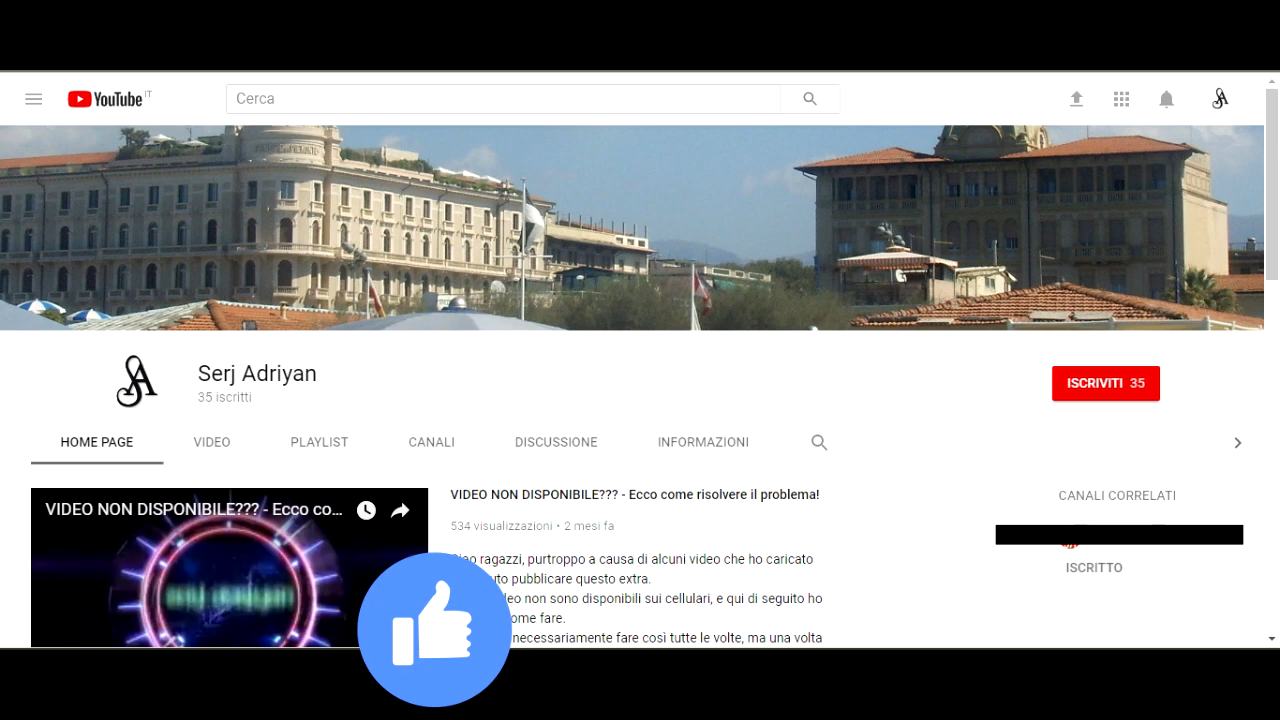 YouTube IT
Cerca
Serj Adriyan
35 iscritti
ISCRIVITI 35
HOME PAGE
VIDEO
PLAYLIST
CANALI
DISCUSSIONE
INFORMAZIONI
VIDEO NON DISPONIBILE??? - Ecco co...
VIDEO NON DISPONIBILE??? - Ecco come risolvere il problema!
534 visualizzazioni • 2 mesi fa
ragazzi, purtroppo a causa di alcuni video che ho caricato
pubblicare questo extra.
non sono disponibili sui cellulari, e qui di seguito ho
come fare.
necessariamente fare così tutte le volte, ma una volta
CANALI CORRELATI
ISCRITTO